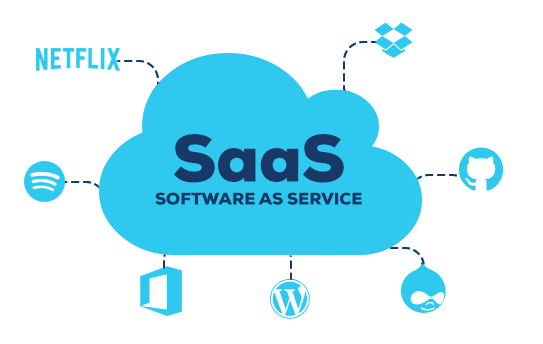 NETFLIX
SaaS
SOFTWARE AS SERVICE
W